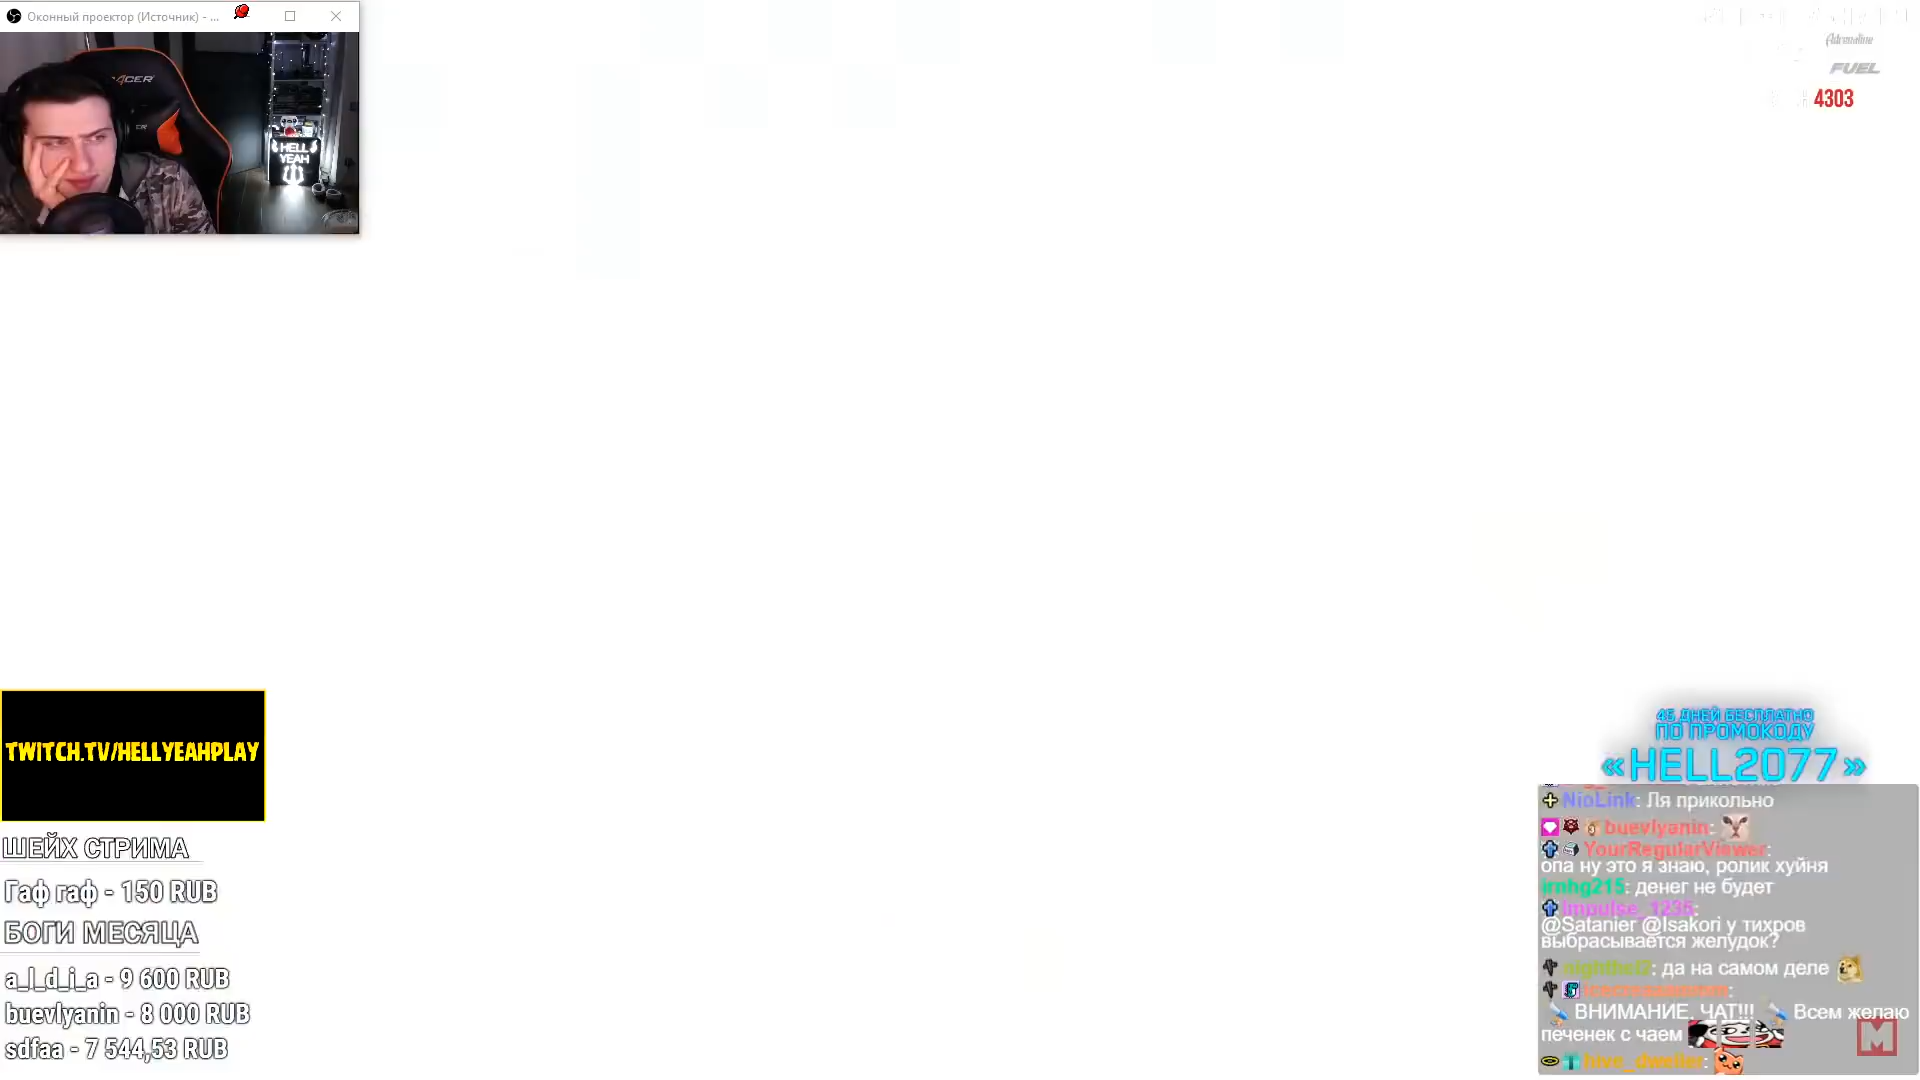 Оконный проектор (Источник) - ...
ACER
HELL
YEAH
Adrenaline
FUEL
4303
TWITCH.TV/HELLYEAHPLAY
ШЕЙХ СТРИМА
Гаф гаф - 150 RUB
БОГИ МЕСЯЦА
a_l_d_i_a - 9 600 RUB
buevlyanin - 8 000 RUB
sdfaa - 7 544,53 RUB
45 ДНЕЙ БЕСПЛАТНО
ПО ПРОМОКОДУ
«HELL2077»
NioLink: Ля прикольно
buevlyanin:
YourRegularViewer:
опа ну это я знаю, ролик хуйня
irnhg215: денег не будет
Impulse_1235:
@Satanier @Isakori у тихров
выбрасывается желудок?
да на самом деле
ВНИМАНИЕ, ЧАТ!!! Всем желаю
печенек с чаем
hive_dweller: